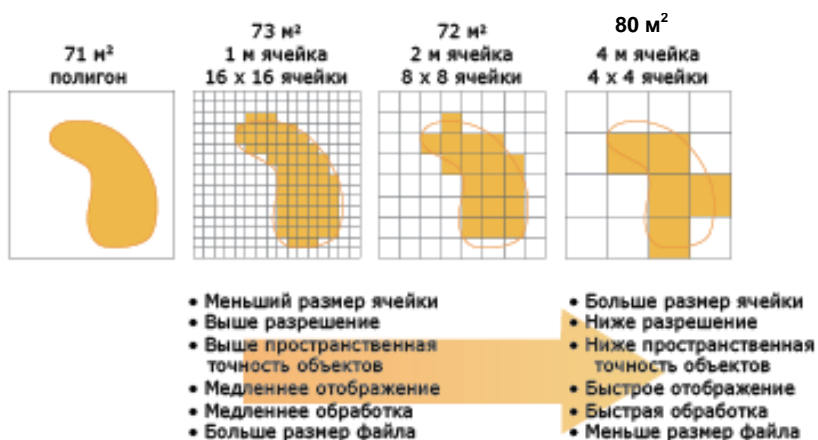 71 м²
полигон
73 м²
1 м ячейка
16 x 16 ячейки
72 м²
2 м ячейка
8 x 8 ячейки
80 м²
4 м ячейка
4 x 4 ячейки
• Меньший размер ячейки
• Выше разрешение
• Выше пространственная
точность объектов
• Медленнее отображение
• Медленнее обработка
• Больше размер файла
• Больше размер ячейки
• Ниже разрешение
• Ниже пространственная
точность объектов
• Быстрое отображение
• Быстрая обработка
• Меньше размер файла